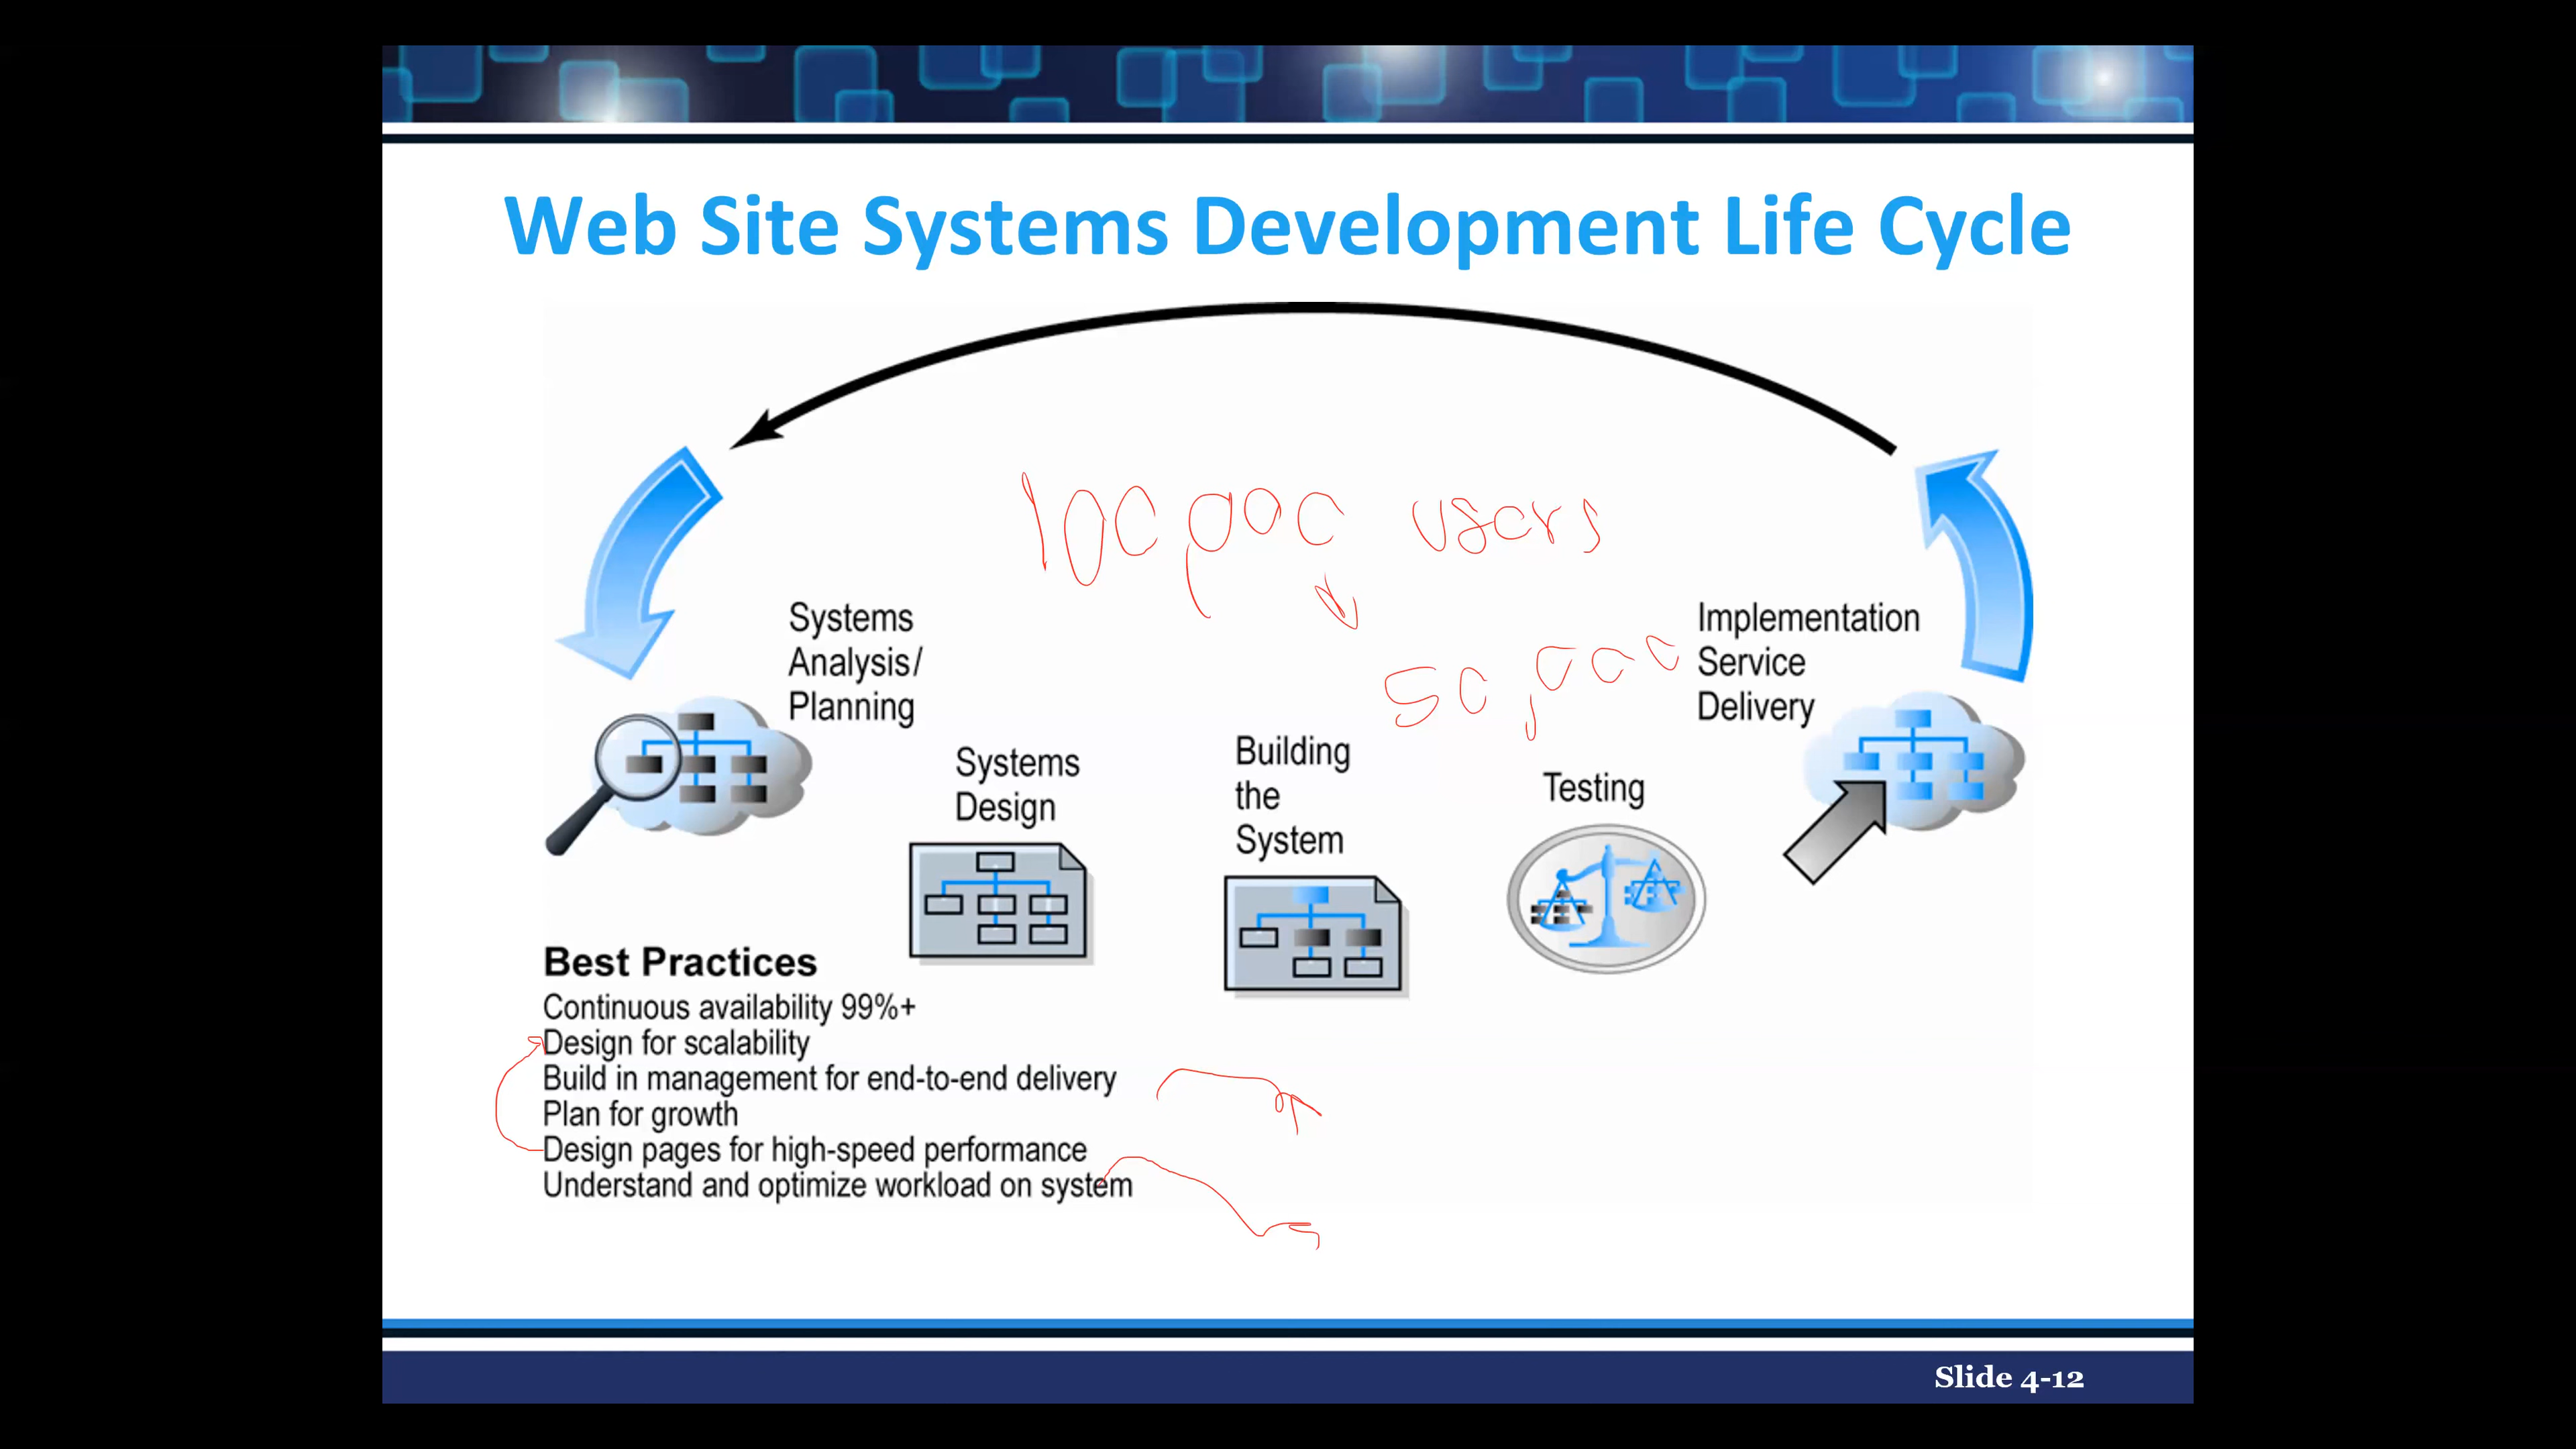 Web Site Systems Development Life Cycle
100,000 users
50,000
Systems
Analysis/
Planning
Systems
Design
Building
the
System
Testing
Implementation
Service
Delivery
Best Practices
Continuous availability 99%+
Design for scalability
Build in management for end-to-end delivery
Plan for growth
Design pages for high-speed performance
Understand and optimize workload on system
Slide 4-12